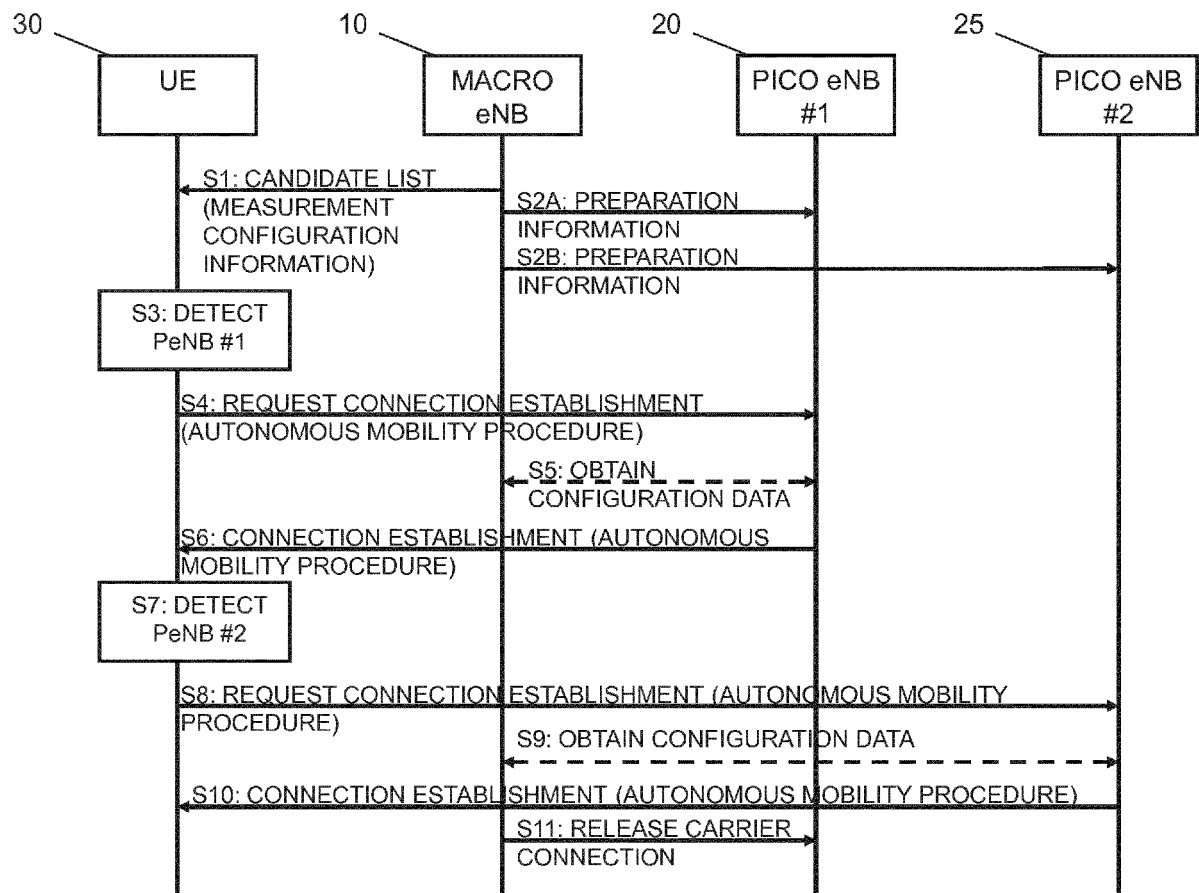 30
10
20
25
UE
MACRO
eNB
PICO eNB
#1
PICO eNB
#2
S1: CANDIDATE LIST
(MEASUREMENT
CONFIGURATION
INFORMATION)
S2A: PREPARATION
INFORMATION
S2B: PREPARATION
INFORMATION
S3: DETECT
PeNB #1
S4: REQUEST CONNECTION ESTABLISHMENT
(AUTONOMOUS MOBILITY PROCEDURE)
S5: OBTAIN
CONFIGURATION DATA
S6: CONNECTION ESTABLISHMENT (AUTONOMOUS
MOBILITY PROCEDURE)
S7: DETECT
PeNB #2
S8: REQUEST CONNECTION ESTABLISHMENT (AUTONOMOUS MOBILITY
PROCEDURE)
S9: OBTAIN CONFIGURATION DATA
S10: CONNECTION ESTABLISHMENT (AUTONOMOUS MOBILITY PROCEDURE)
S11: RELEASE CARRIER
CONNECTION